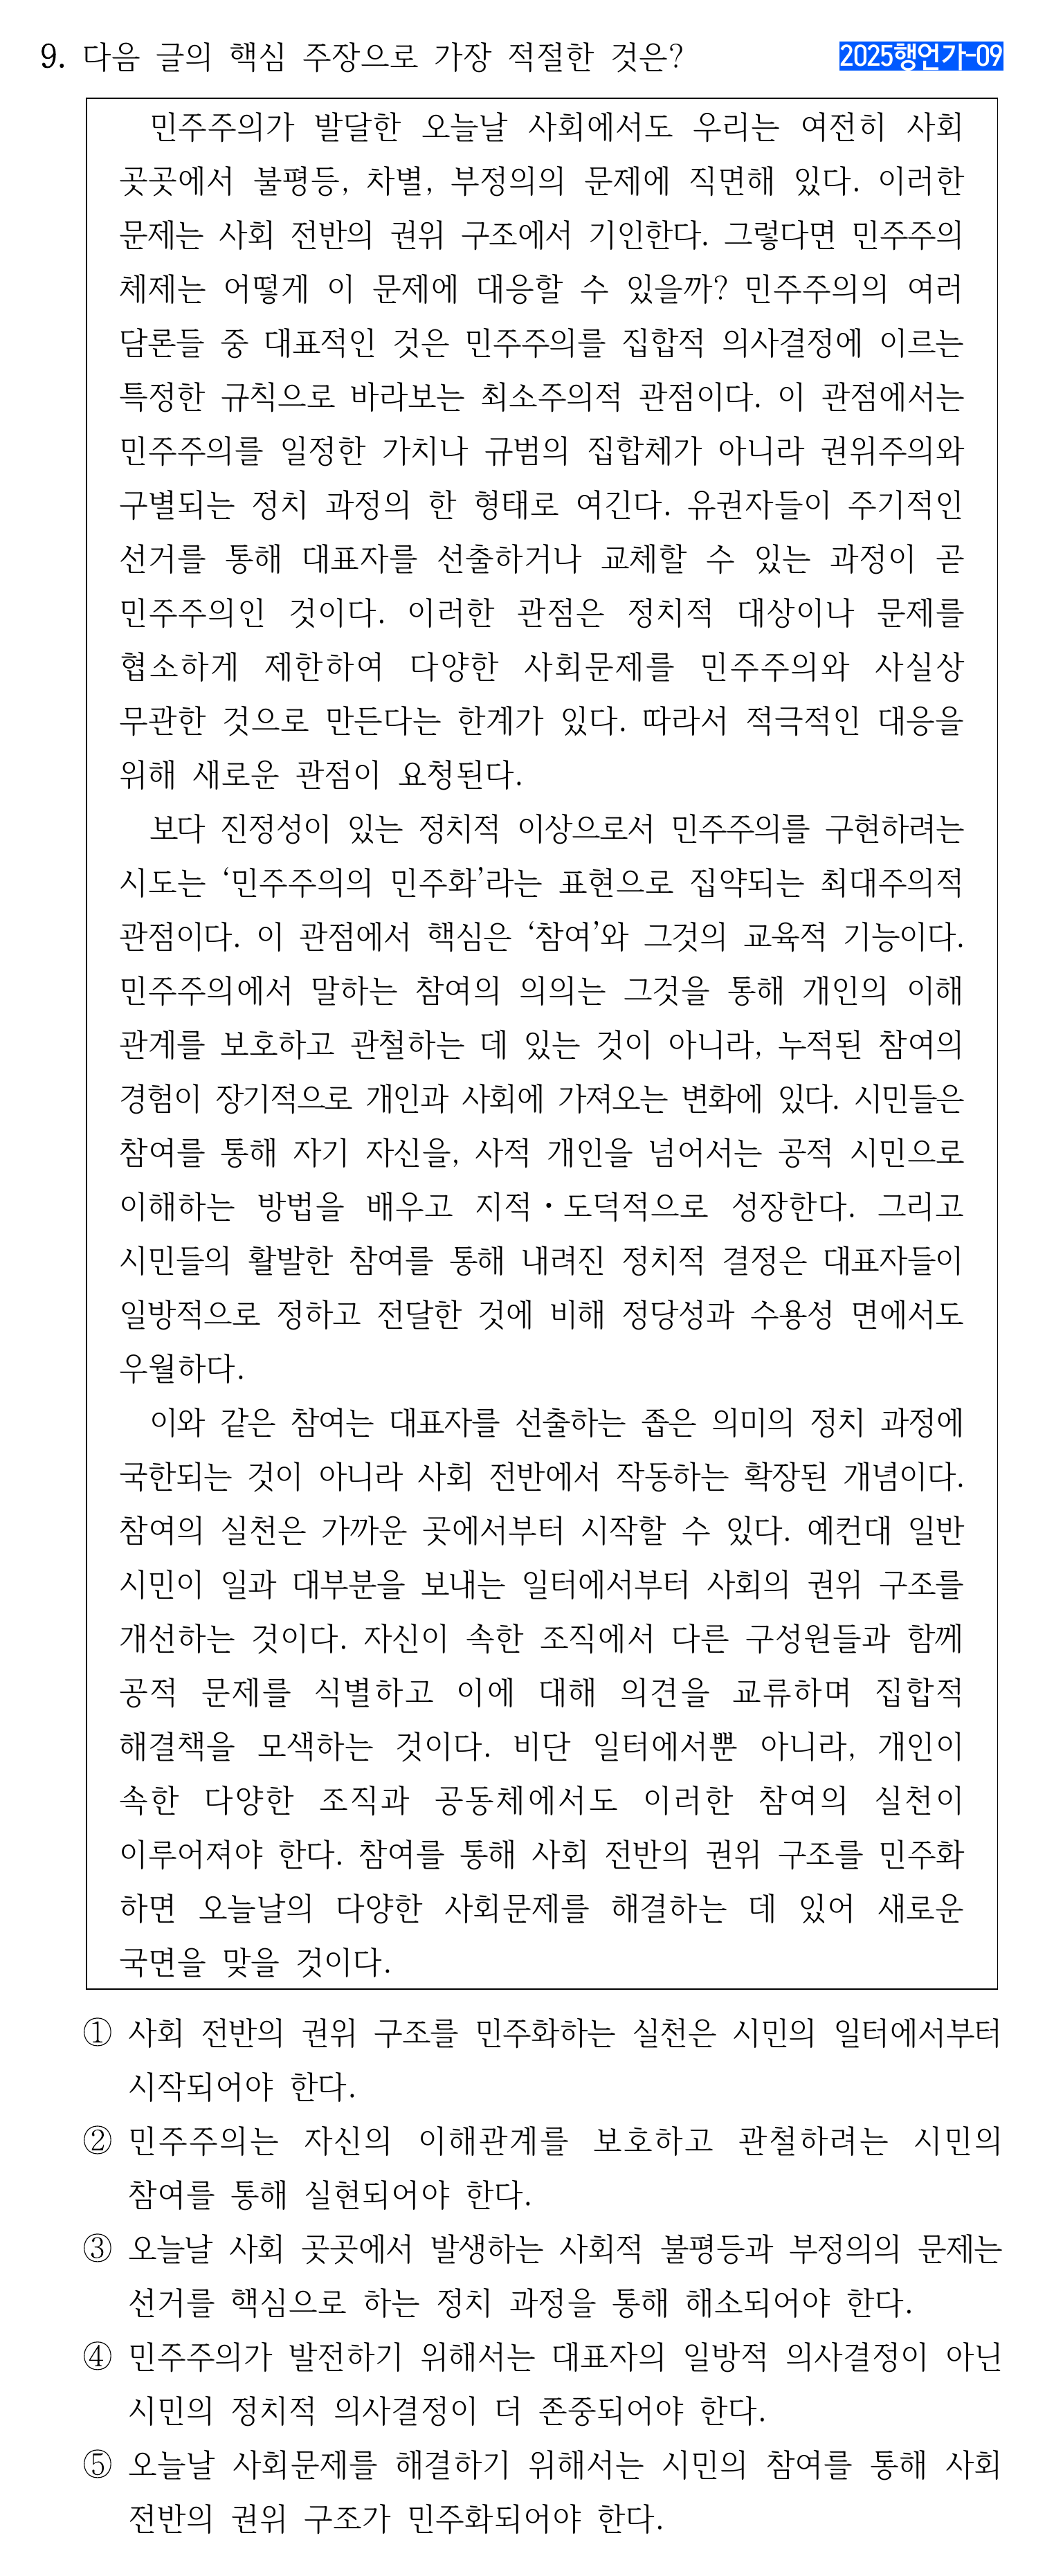 9. 다음 글의 핵심 주장으로 가장 적절한 것은?
2025행언가-09
민주주의가 발달한 오늘날 사회에서도 우리는 여전히 사회
곳곳에서 불평등, 차별, 부정의의 문제에 직면해 있다. 이러한
문제는 사회 전반의 권위 구조에서 기인한다. 그렇다면 민주주의
체제는 어떻게 이 문제에 대응할 수 있을까? 민주주의의 여러
담론들 중 대표적인 것은 민주주의를 집합적 의사결정에 이르는
특정한 규칙으로 바라보는 최소주의적 관점이다. 이 관점에서는
민주주의를 일정한 가치나 규범의 집합체가 아니라 권위주의와
구별되는 정치 과정의 한 형태로 여긴다. 유권자들이 주기적인
선거를 통해 대표자를 선출하거나 교체할 수 있는 과정이 곧
민주주의인 것이다. 이러한 관점은 정치적 대상이나 문제를
협소하게 제한하여 다양한 사회문제를 민주주의와 사실상
무관한 것으로 만든다는 한계가 있다. 따라서 적극적인 대응을
위해 새로운 관점이 요청된다.
보다 진정성이 있는 정치적 이상으로서 민주주의를 구현하려는
시도는 ‘민주주의의 민주화’라는 표현으로 집약되는 최대주의적
관점이다. 이 관점에서 핵심은 ‘참여’와 그것의 교육적 기능이다.
민주주의에서 말하는 참여의 의의는 그것을 통해 개인의 이해
관계를 보호하고 관철하는 데 있는 것이 아니라, 누적된 참여의
경험이 장기적으로 개인과 사회에 가져오는 변화에 있다. 시민들은
참여를 통해 자기 자신을, 사적 개인을 넘어서는 공적 시민으로
이해하는 방법을 배우고 지적·도덕적으로 성장한다. 그리고
시민들의 활발한 참여를 통해 내려진 정치적 결정은 대표자들이
일방적으로 정하고 전달한 것에 비해 정당성과 수용성 면에서도
우월하다.
이와 같은 참여는 대표자를 선출하는 좁은 의미의 정치 과정에
국한되는 것이 아니라 사회 전반에서 작동하는 확장된 개념이다.
참여의 실천은 가까운 곳에서부터 시작할 수 있다. 예컨대 일반
시민이 일과 대부분을 보내는 일터에서부터 사회의 권위 구조를
개선하는 것이다. 자신이 속한 조직에서 다른 구성원들과 함께
공적 문제를 식별하고 이에 대해 의견을 교류하며 집합적
해결책을 모색하는 것이다. 비단 일터에서뿐 아니라, 개인이
속한 다양한 조직과 공동체에서도 이러한 참여의 실천이
이루어져야 한다. 참여를 통해 사회 전반의 권위 구조를 민주화
하면 오늘날의 다양한 사회문제를 해결하는 데 있어 새로운
국면을 맞을 것이다.
① 사회 전반의 권위 구조를 민주화하는 실천은 시민의 일터에서부터
시작되어야 한다.
② 민주주의는 자신의 이해관계를 보호하고 관철하려는 시민의
참여를 통해 실현되어야 한다.
③ 오늘날 사회 곳곳에서 발생하는 사회적 불평등과 부정의의 문제는
선거를 핵심으로 하는 정치 과정을 통해 해소되어야 한다.
④ 민주주의가 발전하기 위해서는 대표자의 일방적 의사결정이 아닌
시민의 정치적 의사결정이 더 존중되어야 한다.
⑤ 오늘날 사회문제를 해결하기 위해서는 시민의 참여를 통해 사회
전반의 권위 구조가 민주화되어야 한다.